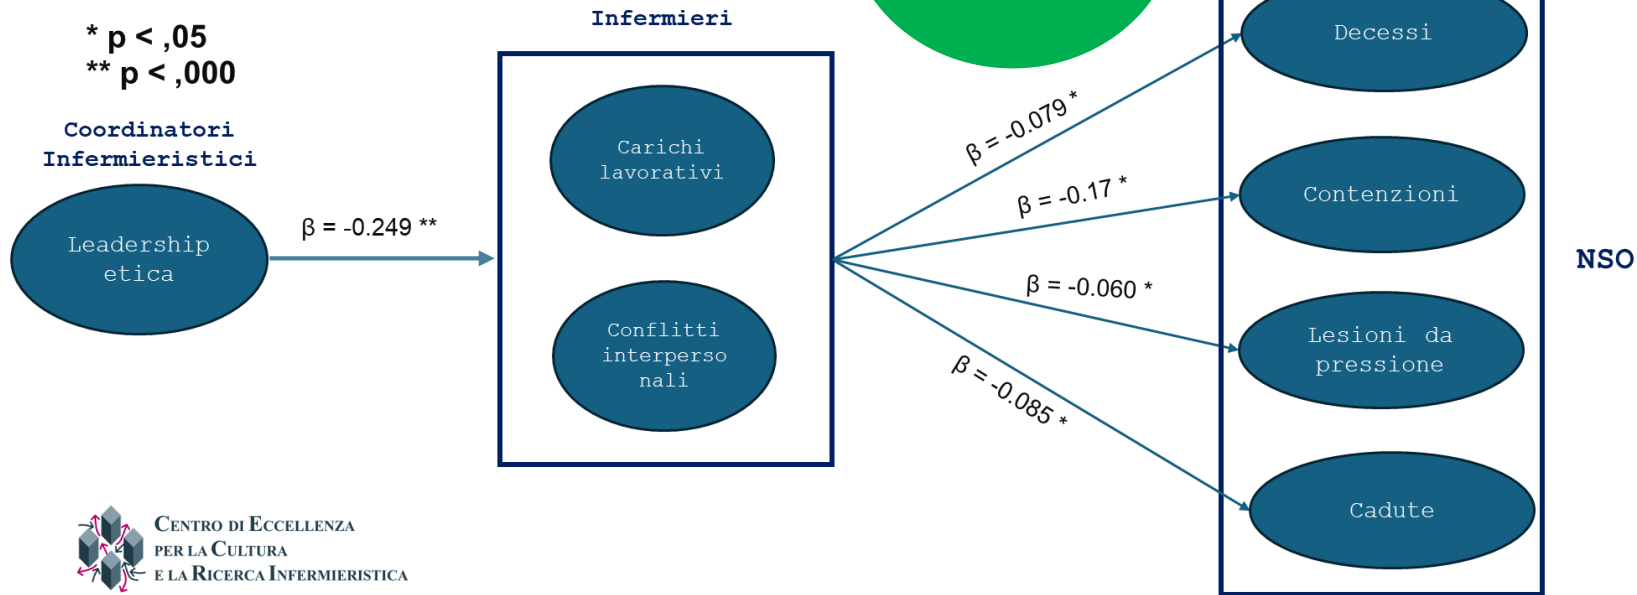 * p < ,05
** p < ,000
Coordinatori
Infermieristici
Leadership
etica
β = -0.249 **
Infermieri
Carichi
lavorativi
Conflitti
interperso
nali
β = -0.079 *
β = -0.17 *
β = -0.060 *
β = -0.085 *
Decessi
Contenzioni
Lesioni da
pressione
Cadute
NSO
CENTRO DI ECCELLENZA
PER LA CULTURA
E LA RICERCA INFERMIERISTICA